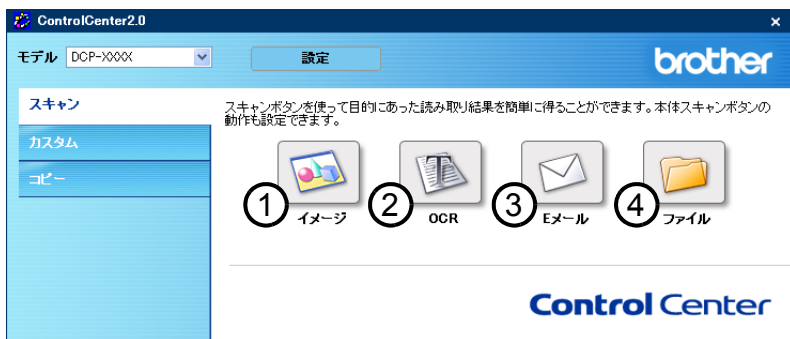 ControlCenter2.0
モデル DCP-XXXX 設定 brother
スキャン
カスタム
コピー
スキャンボタンを使って目的にあった読み取り結果を簡単に得ることができます。本体スキャンボタンの
動作も設定できます。
① イメージ ② OCR ③ Eメール ④ ファイル
Control Center